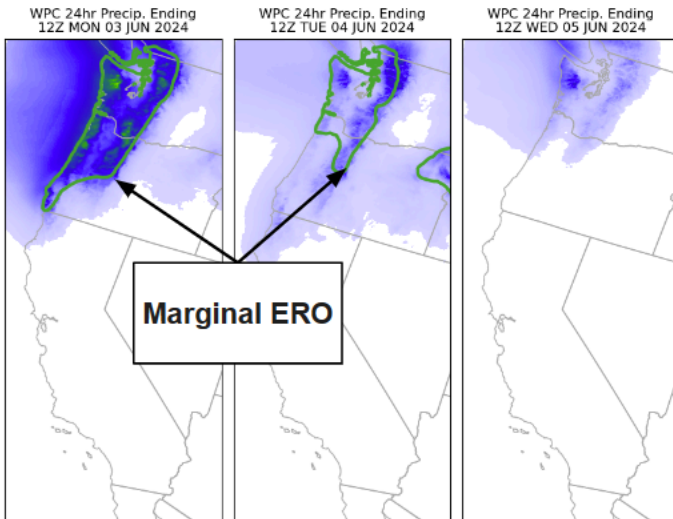 WPC 24hr Precip. Ending
12Z MON 03 JUN 2024
WPC 24hr Precip. Ending
12Z TUE 04 JUN 2024
WPC 24hr Precip. Ending
12Z WED 05 JUN 2024
Marginal ERO